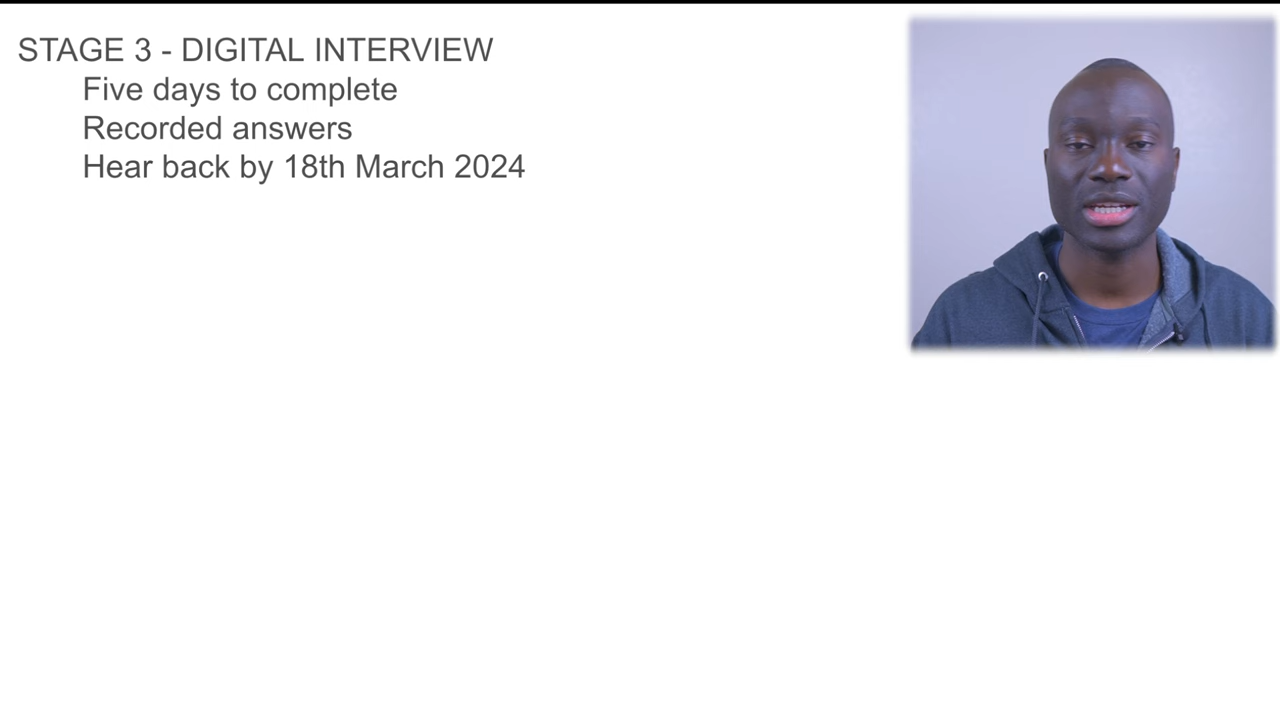 STAGE 3 - DIGITAL INTERVIEW
Five days to complete
Recorded answers
Hear back by 18th March 2024